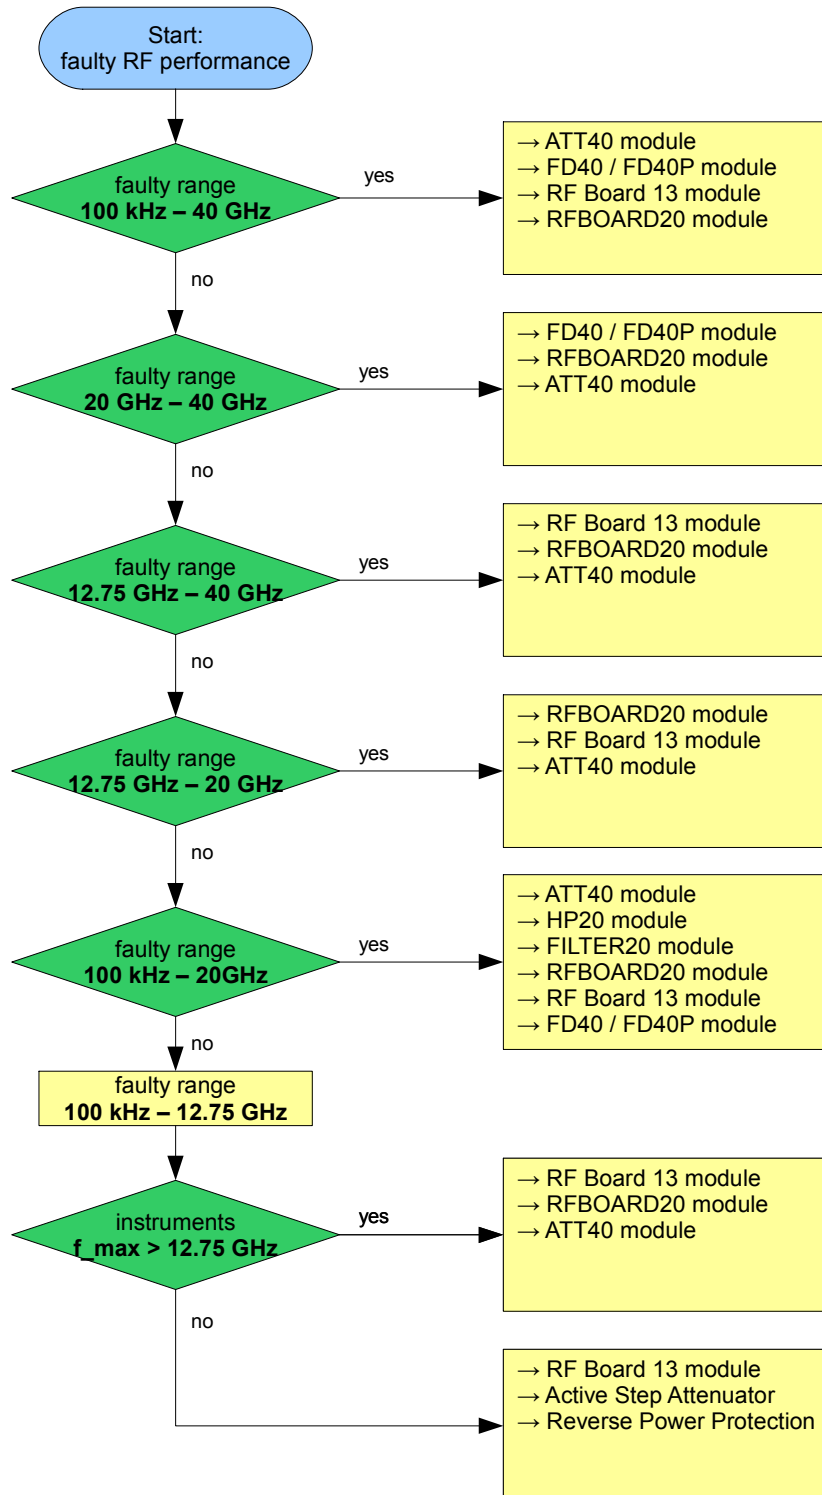 Start:
faulty RF performance
faulty range
100 kHz – 40 GHz
yes
→ ATT40 module
→ FD40 / FD40P module
→ RF Board 13 module
→ RFBOARD20 module
no
faulty range
20 GHz – 40 GHz
yes
→ FD40 / FD40P module
→ RFBOARD20 module
→ ATT40 module
no
faulty range
12.75 GHz – 40 GHz
yes
→ RF Board 13 module
→ RFBOARD20 module
→ ATT40 module
no
faulty range
12.75 GHz – 20 GHz
yes
→ RFBOARD20 module
→ RF Board 13 module
→ ATT40 module
no
faulty range
100 kHz – 20GHz
yes
→ ATT40 module
→ HP20 module
→ FILTER20 module
→ RFBOARD20 module
→ RF Board 13 module
→ FD40 / FD40P module
no
faulty range
100 kHz – 12.75 GHz
instruments
f_max > 12.75 GHz
yes
→ RF Board 13 module
→ RFBOARD20 module
→ ATT40 module
no
→ RF Board 13 module
→ Active Step Attenuator
→ Reverse Power Protection